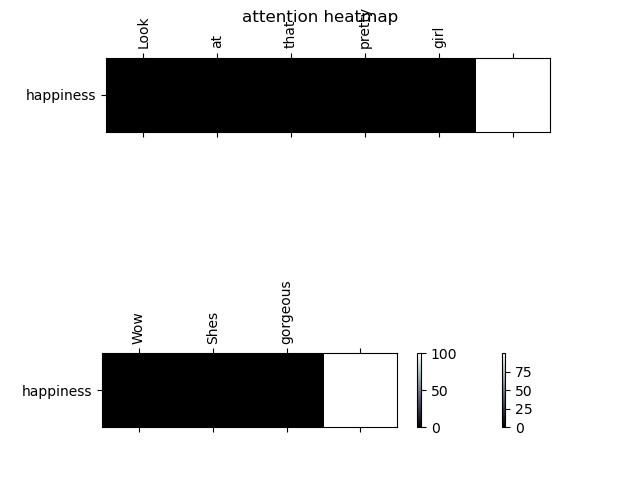 attention heatmap
Look at that pretty girl
happiness
Wow Shes gorgeous
happiness
100
50
0
75
50
25
0